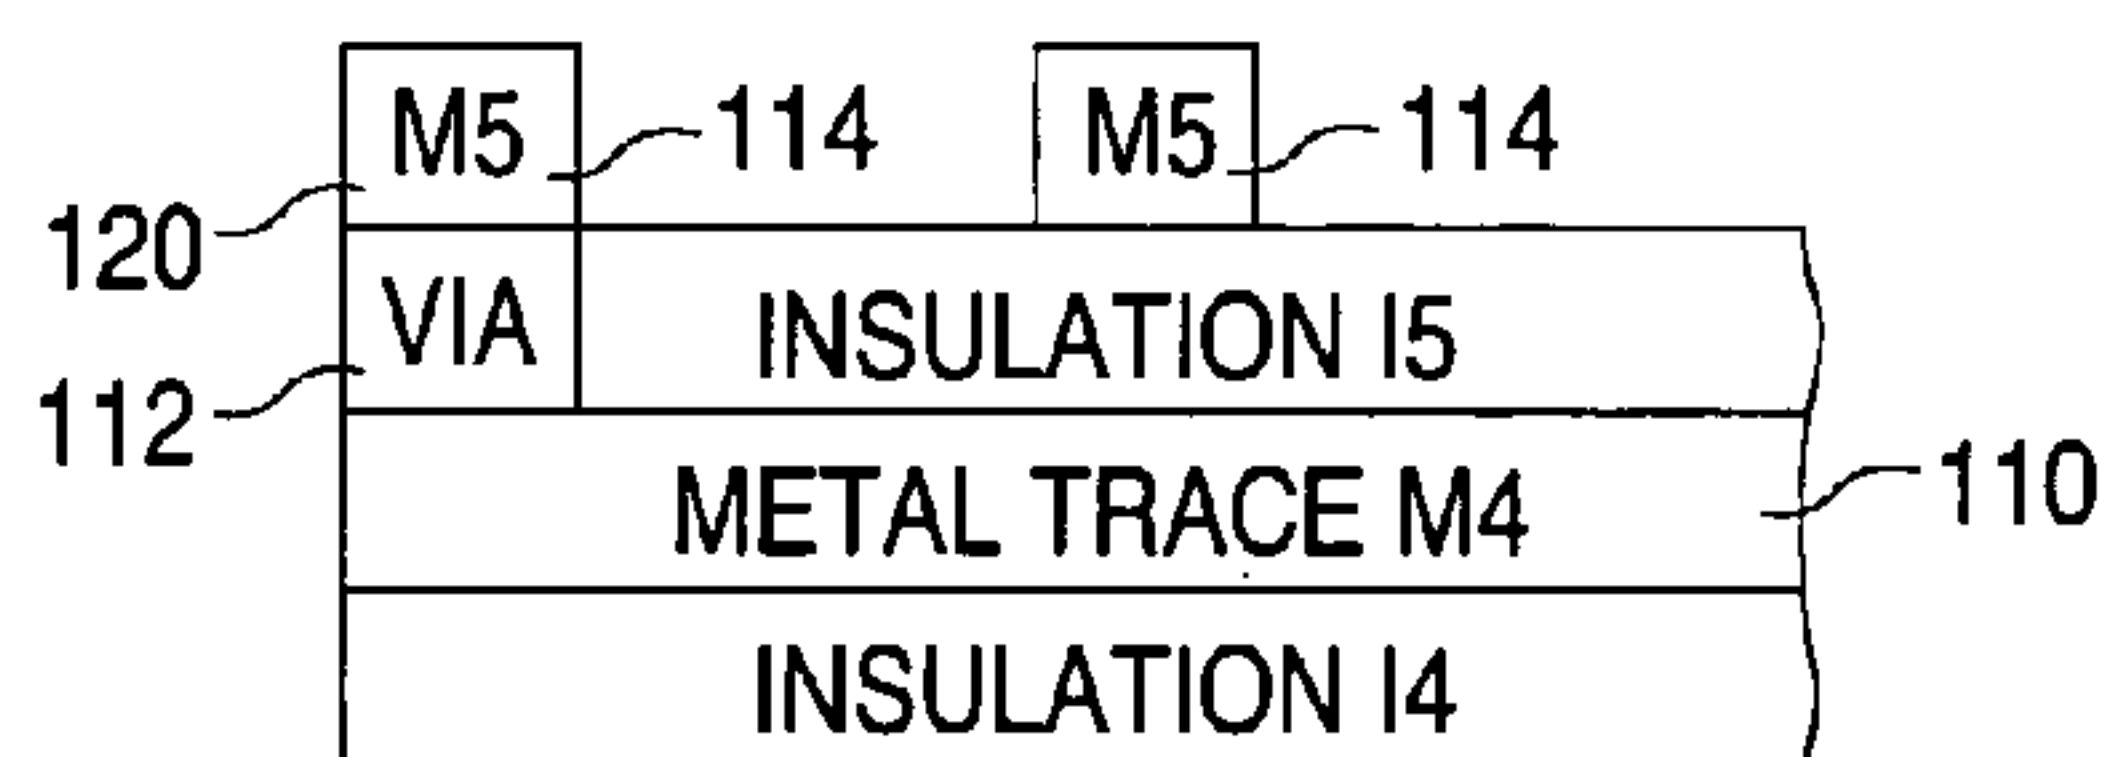 M5 114 M5 114
120
VIA INSULATION I5
112
METAL TRACE M4 110
INSULATION I4